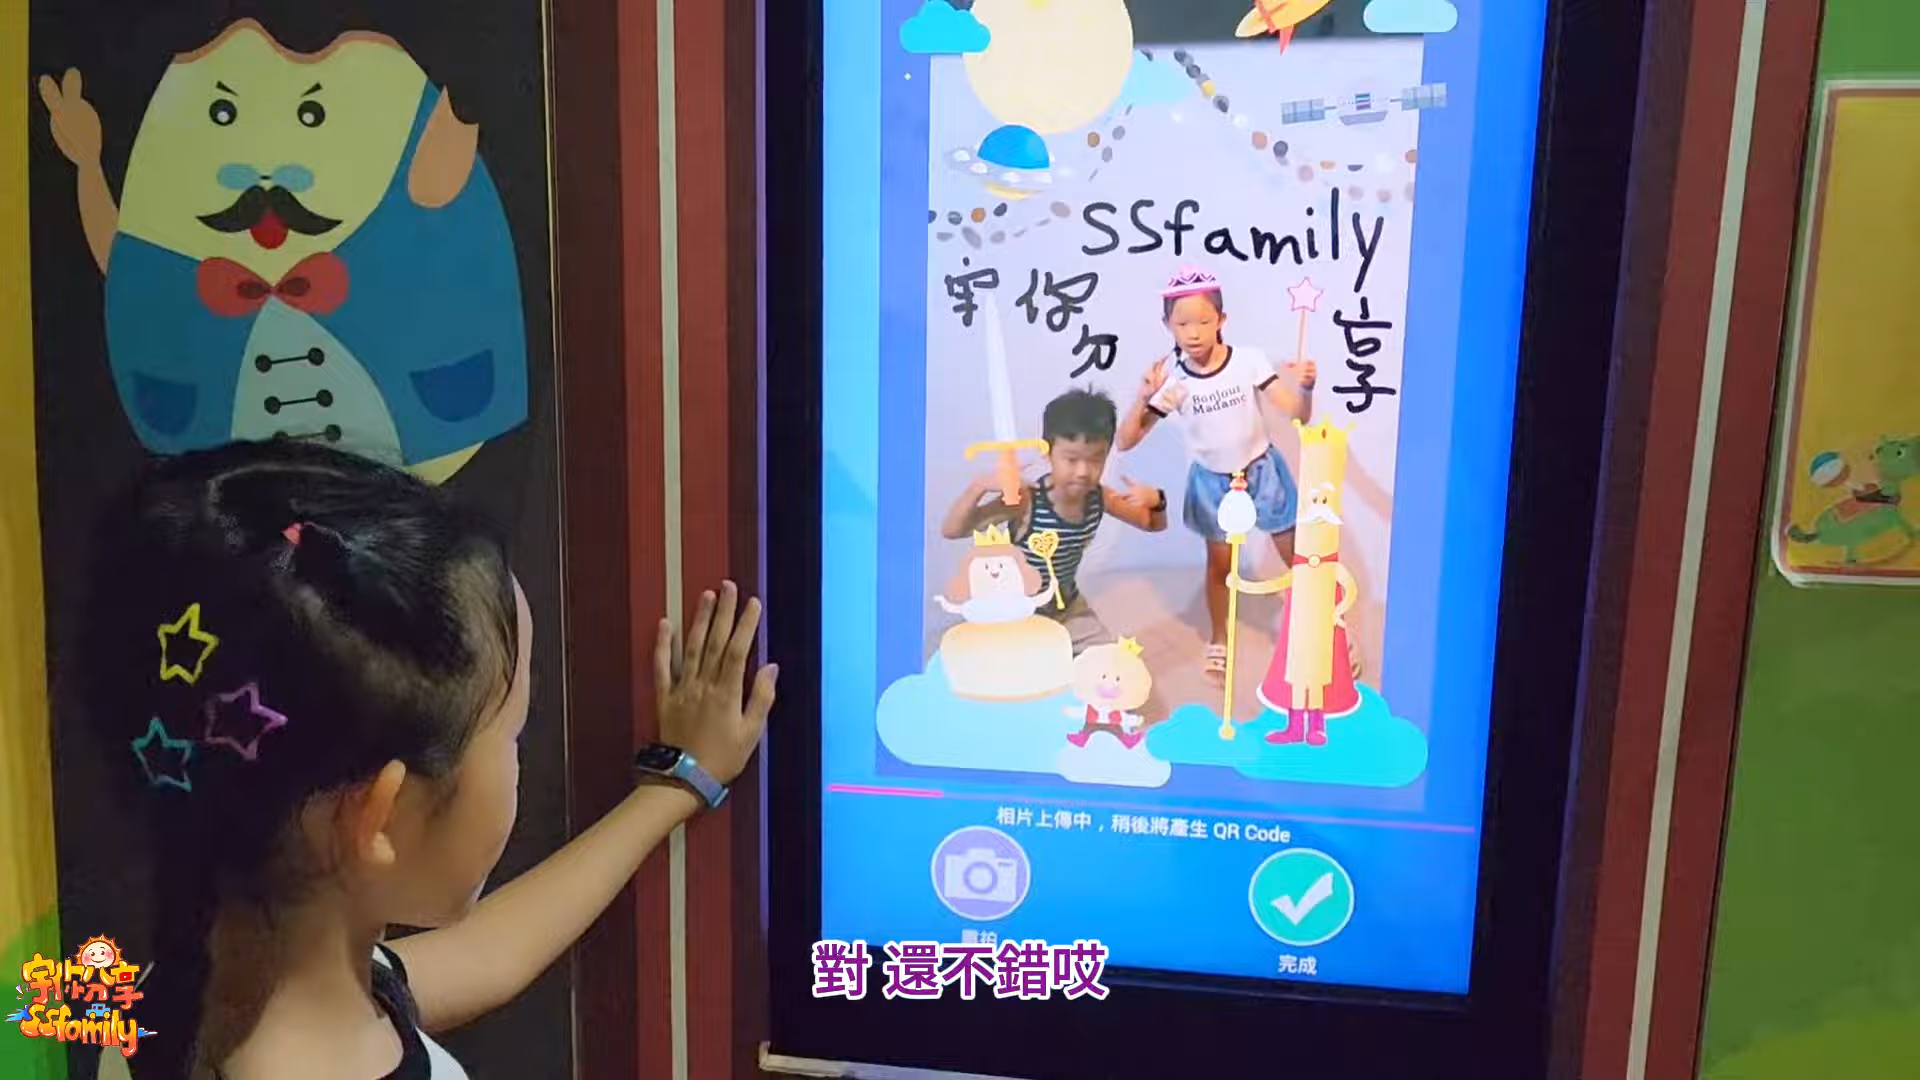 SSfamily
宇你
分
享
Bonjour
Madame
相片上傳中，稍後將產生 QR Code
重拍
完成
對 還不錯哎
宇你分享
SSfamily